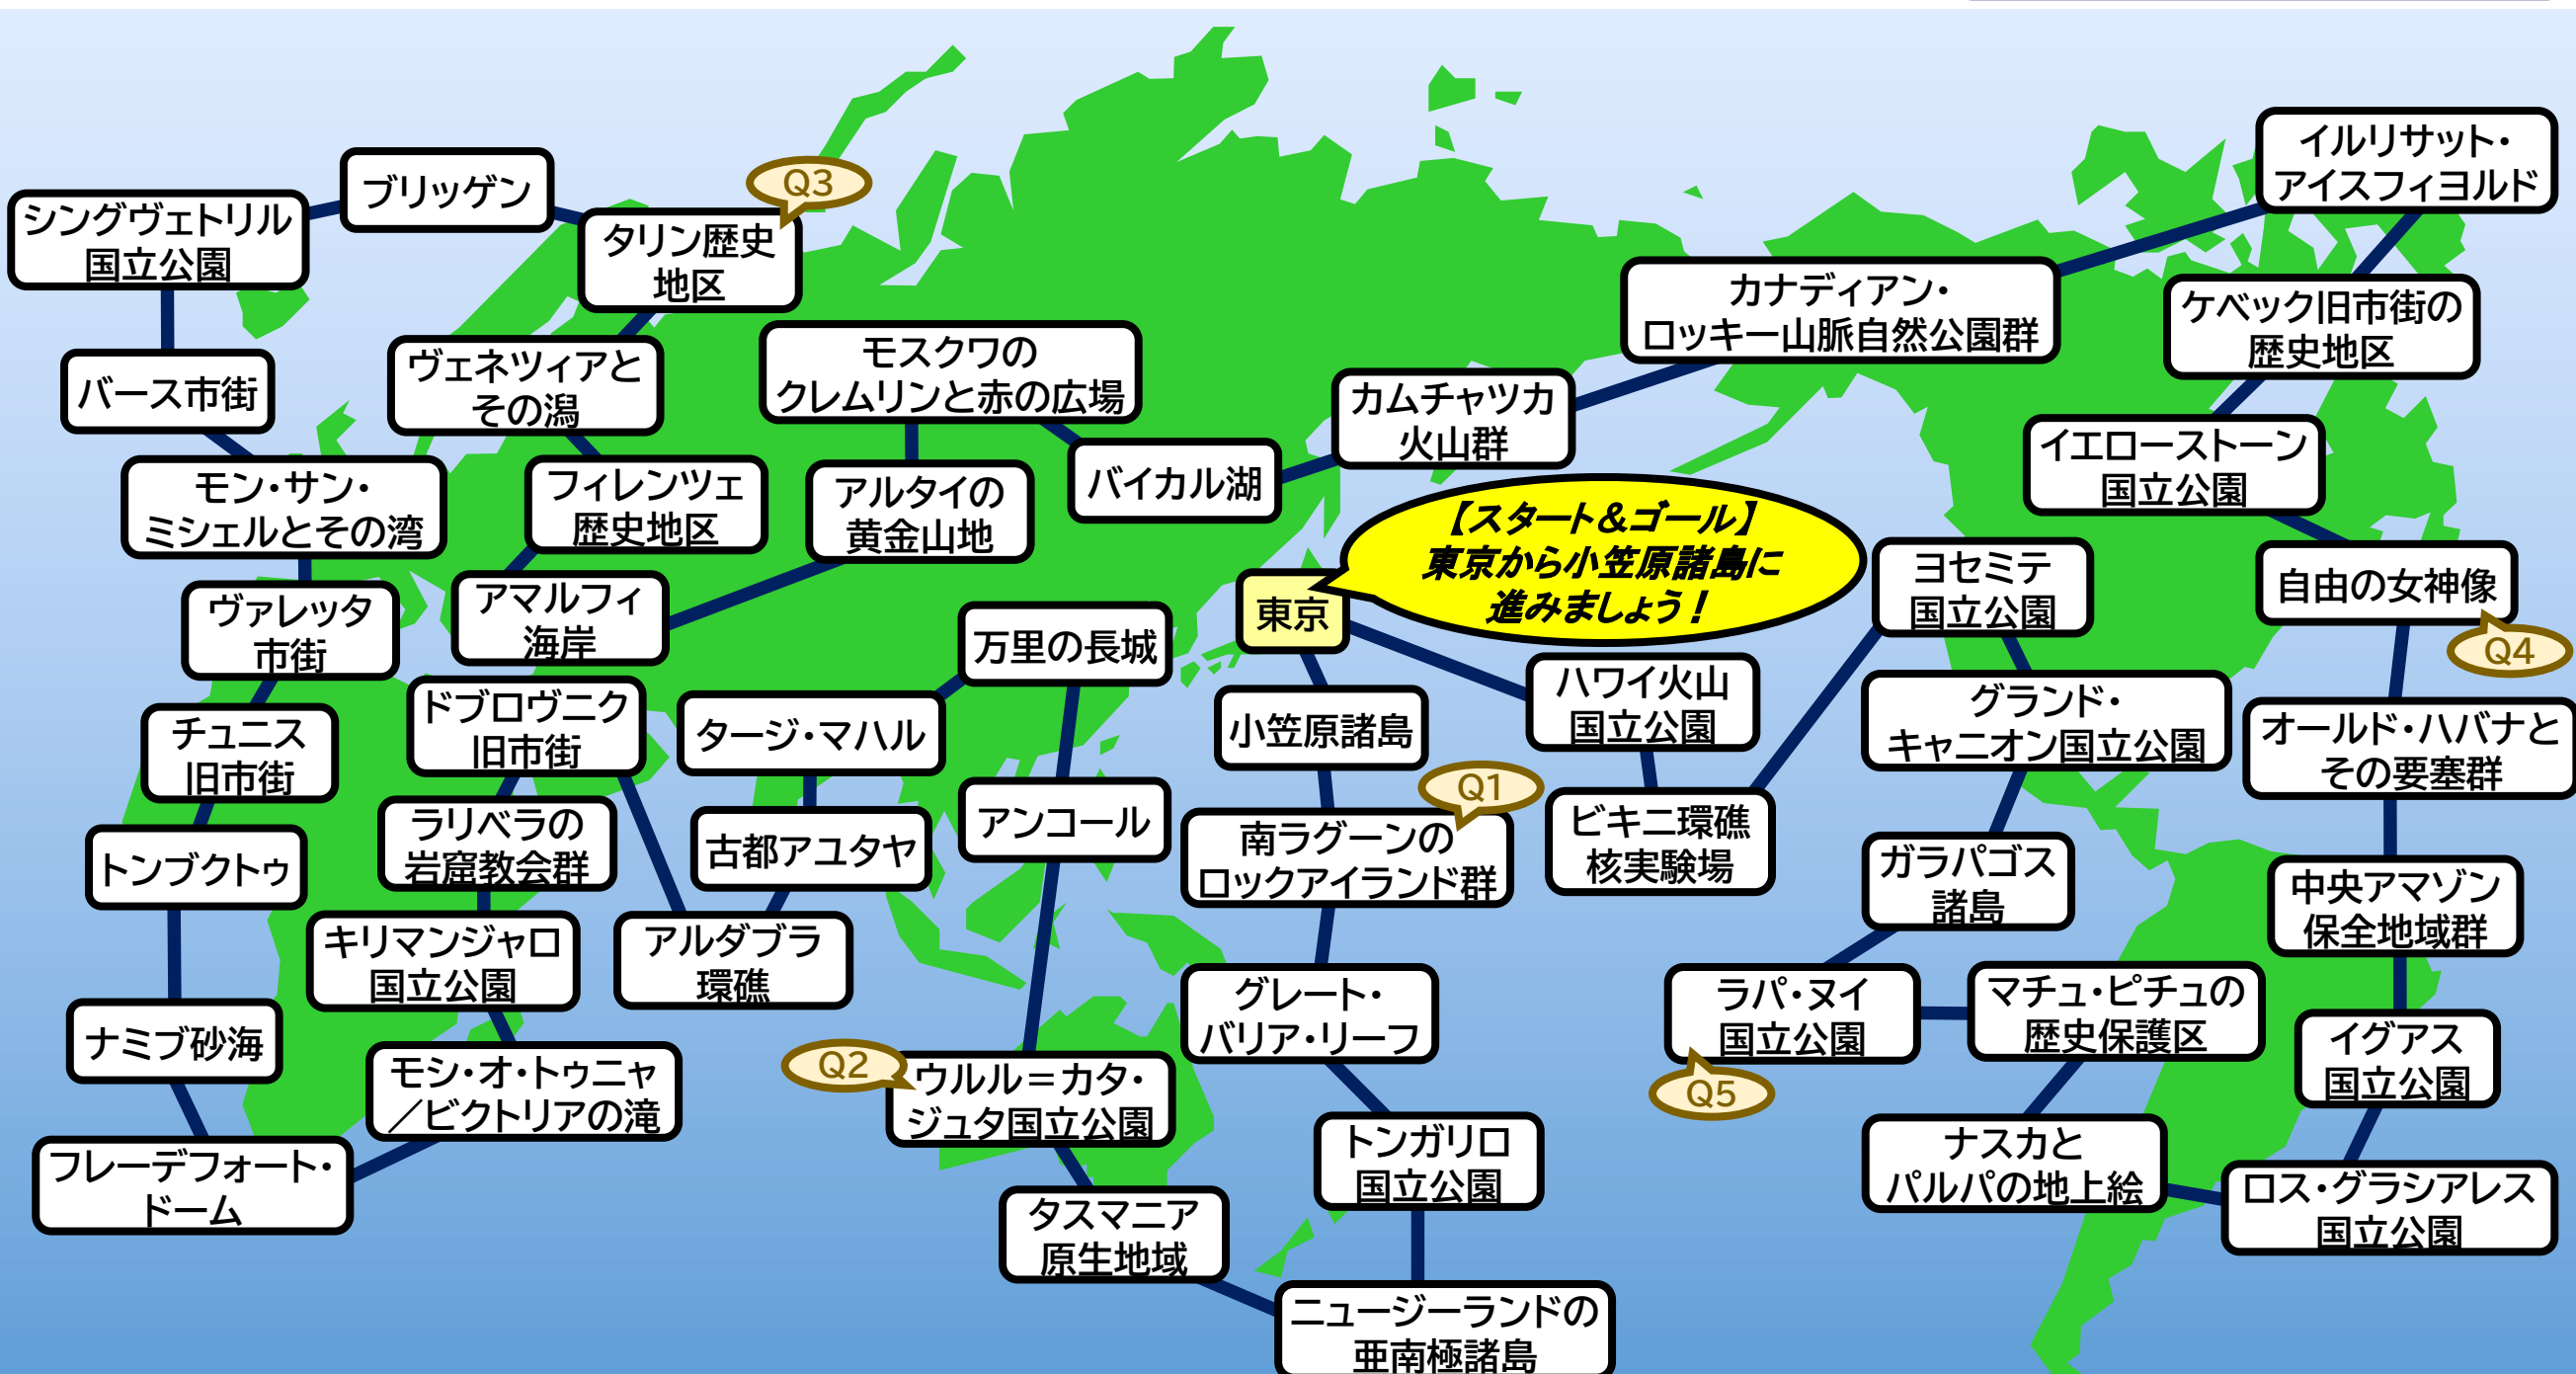 イルリサット・
アイスフィヨルド
ブリッゲン
Q3
シングヴェトリル
国立公園
タリン歴史
地区
カナディアン・
ロッキー山脈自然公園群
ケベック旧市街の
歴史地区
モスクワの
クレムリンと赤の広場
ヴェネツィアと
その潟
バース市街
カムチャツカ
火山群
イエローストーン
国立公園
モン・サン・
ミシェルとその湾
フィレンツェ
歴史地区
アルタイの
黄金山地
バイカル湖
【スタート&ゴール】
東京から小笠原諸島に
進みましょう!
東京
ヨセミテ
国立公園
自由の女神像
Q4
ヴァレッタ
市街
アマルフィ
海岸
万里の長城
ハワイ火山
国立公園
グランド・
キャニオン国立公園
チュニス
旧市街
ドブロヴニク
旧市街
タージ・マハル
小笠原諸島
オールド・ハバナと
その要塞群
Q1
ラリベラの
岩窟教会群
古都アユタヤ
アンコール
南ラグーンの
ロックアイランド群
ビキニ環礁
核実験場
ガラパゴス
諸島
トンブクトゥ
中央アマゾン
保全地域群
キリマンジャロ
国立公園
アルダブラ
環礁
グレート・
バリア・リーフ
ラパ・ヌイ
国立公園
マチュ・ピチュの
歴史保護区
ナミブ砂海
モシ・オ・トゥニャ
/ビクトリアの滝
Q2
ウルル=カタ・
ジュタ国立公園
Q5
イグアス
国立公園
フレーデフォート・
ドーム
トンガリロ
国立公園
ナスカと
パルパの地上絵
ロス・グラシアレス
国立公園
タスマニア
原生地域
ニュージーランドの
亜南極諸島